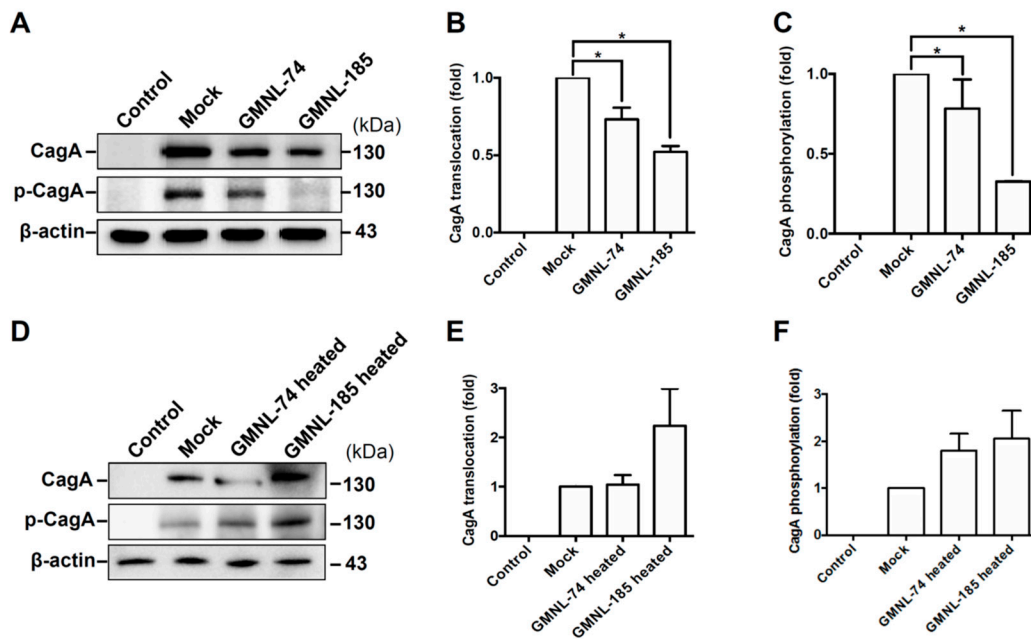 A
Control
Mock
GMNL-74
GMNL-185
(kDa)
CagA
130
p-CagA
130
β-actin
43
B
CagA translocation (fold)
1.0
0.5
0.0
*
*
Control
Mock
GMNL-74
GMNL-185
C
CagA phosphorylation (fold)
1.0
0.5
0.0
*
*
Control
Mock
GMNL-74
GMNL-185
D
Control
Mock
GMNL-74 heated
GMNL-185 heated
(kDa)
CagA
130
p-CagA
130
β-actin
43
E
CagA translocation (fold)
3
2
1
0
Control
Mock
GMNL-74 heated
GMNL-185 heated
F
CagA phosphorylation (fold)
3
2
1
0
Control
Mock
GMNL-74 heated
GMNL-185 heated